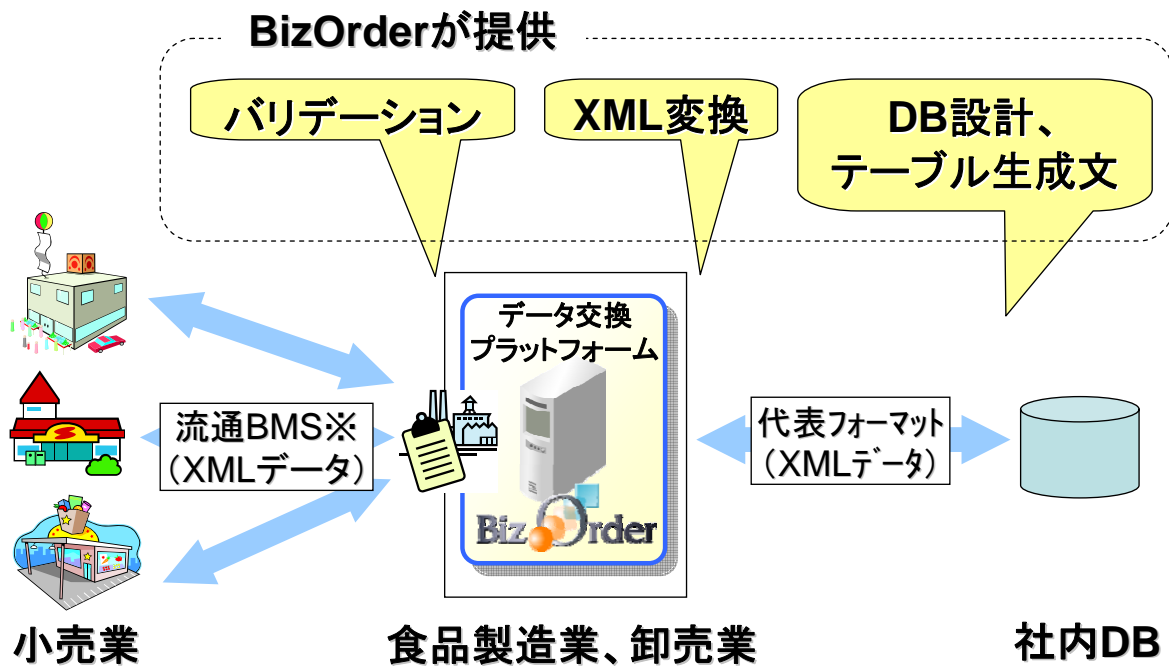 BizOrderが提供
バリデーション
XML変換
DB設計、
テーブル生成文
データ交換
プラットフォーム
流通BMS※
（XMLデータ）
代表フォーマット
（XMLﾃﾞｰﾀ）
BizOrder
小売業
食品製造業、卸売業
社内DB